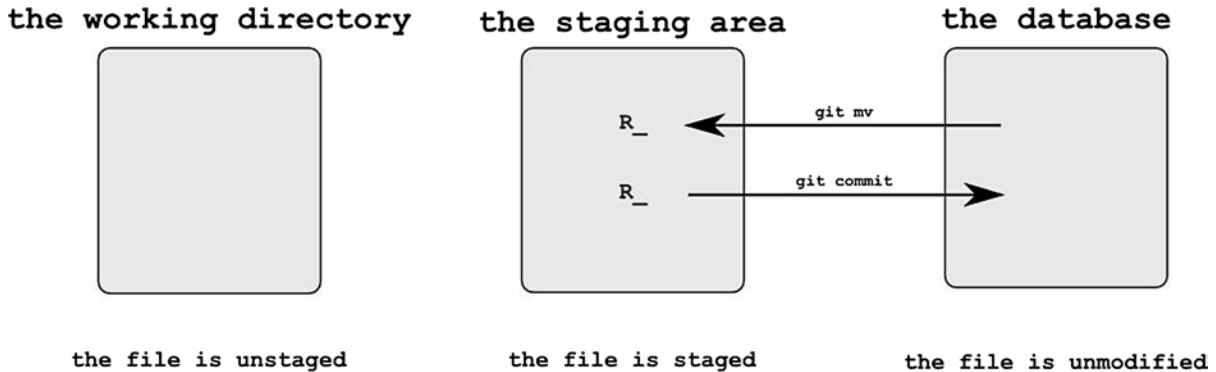 the working directory
the staging area
the database
R_
git mv
R_
git commit
the file is unstaged
the file is staged
the file is unmodified